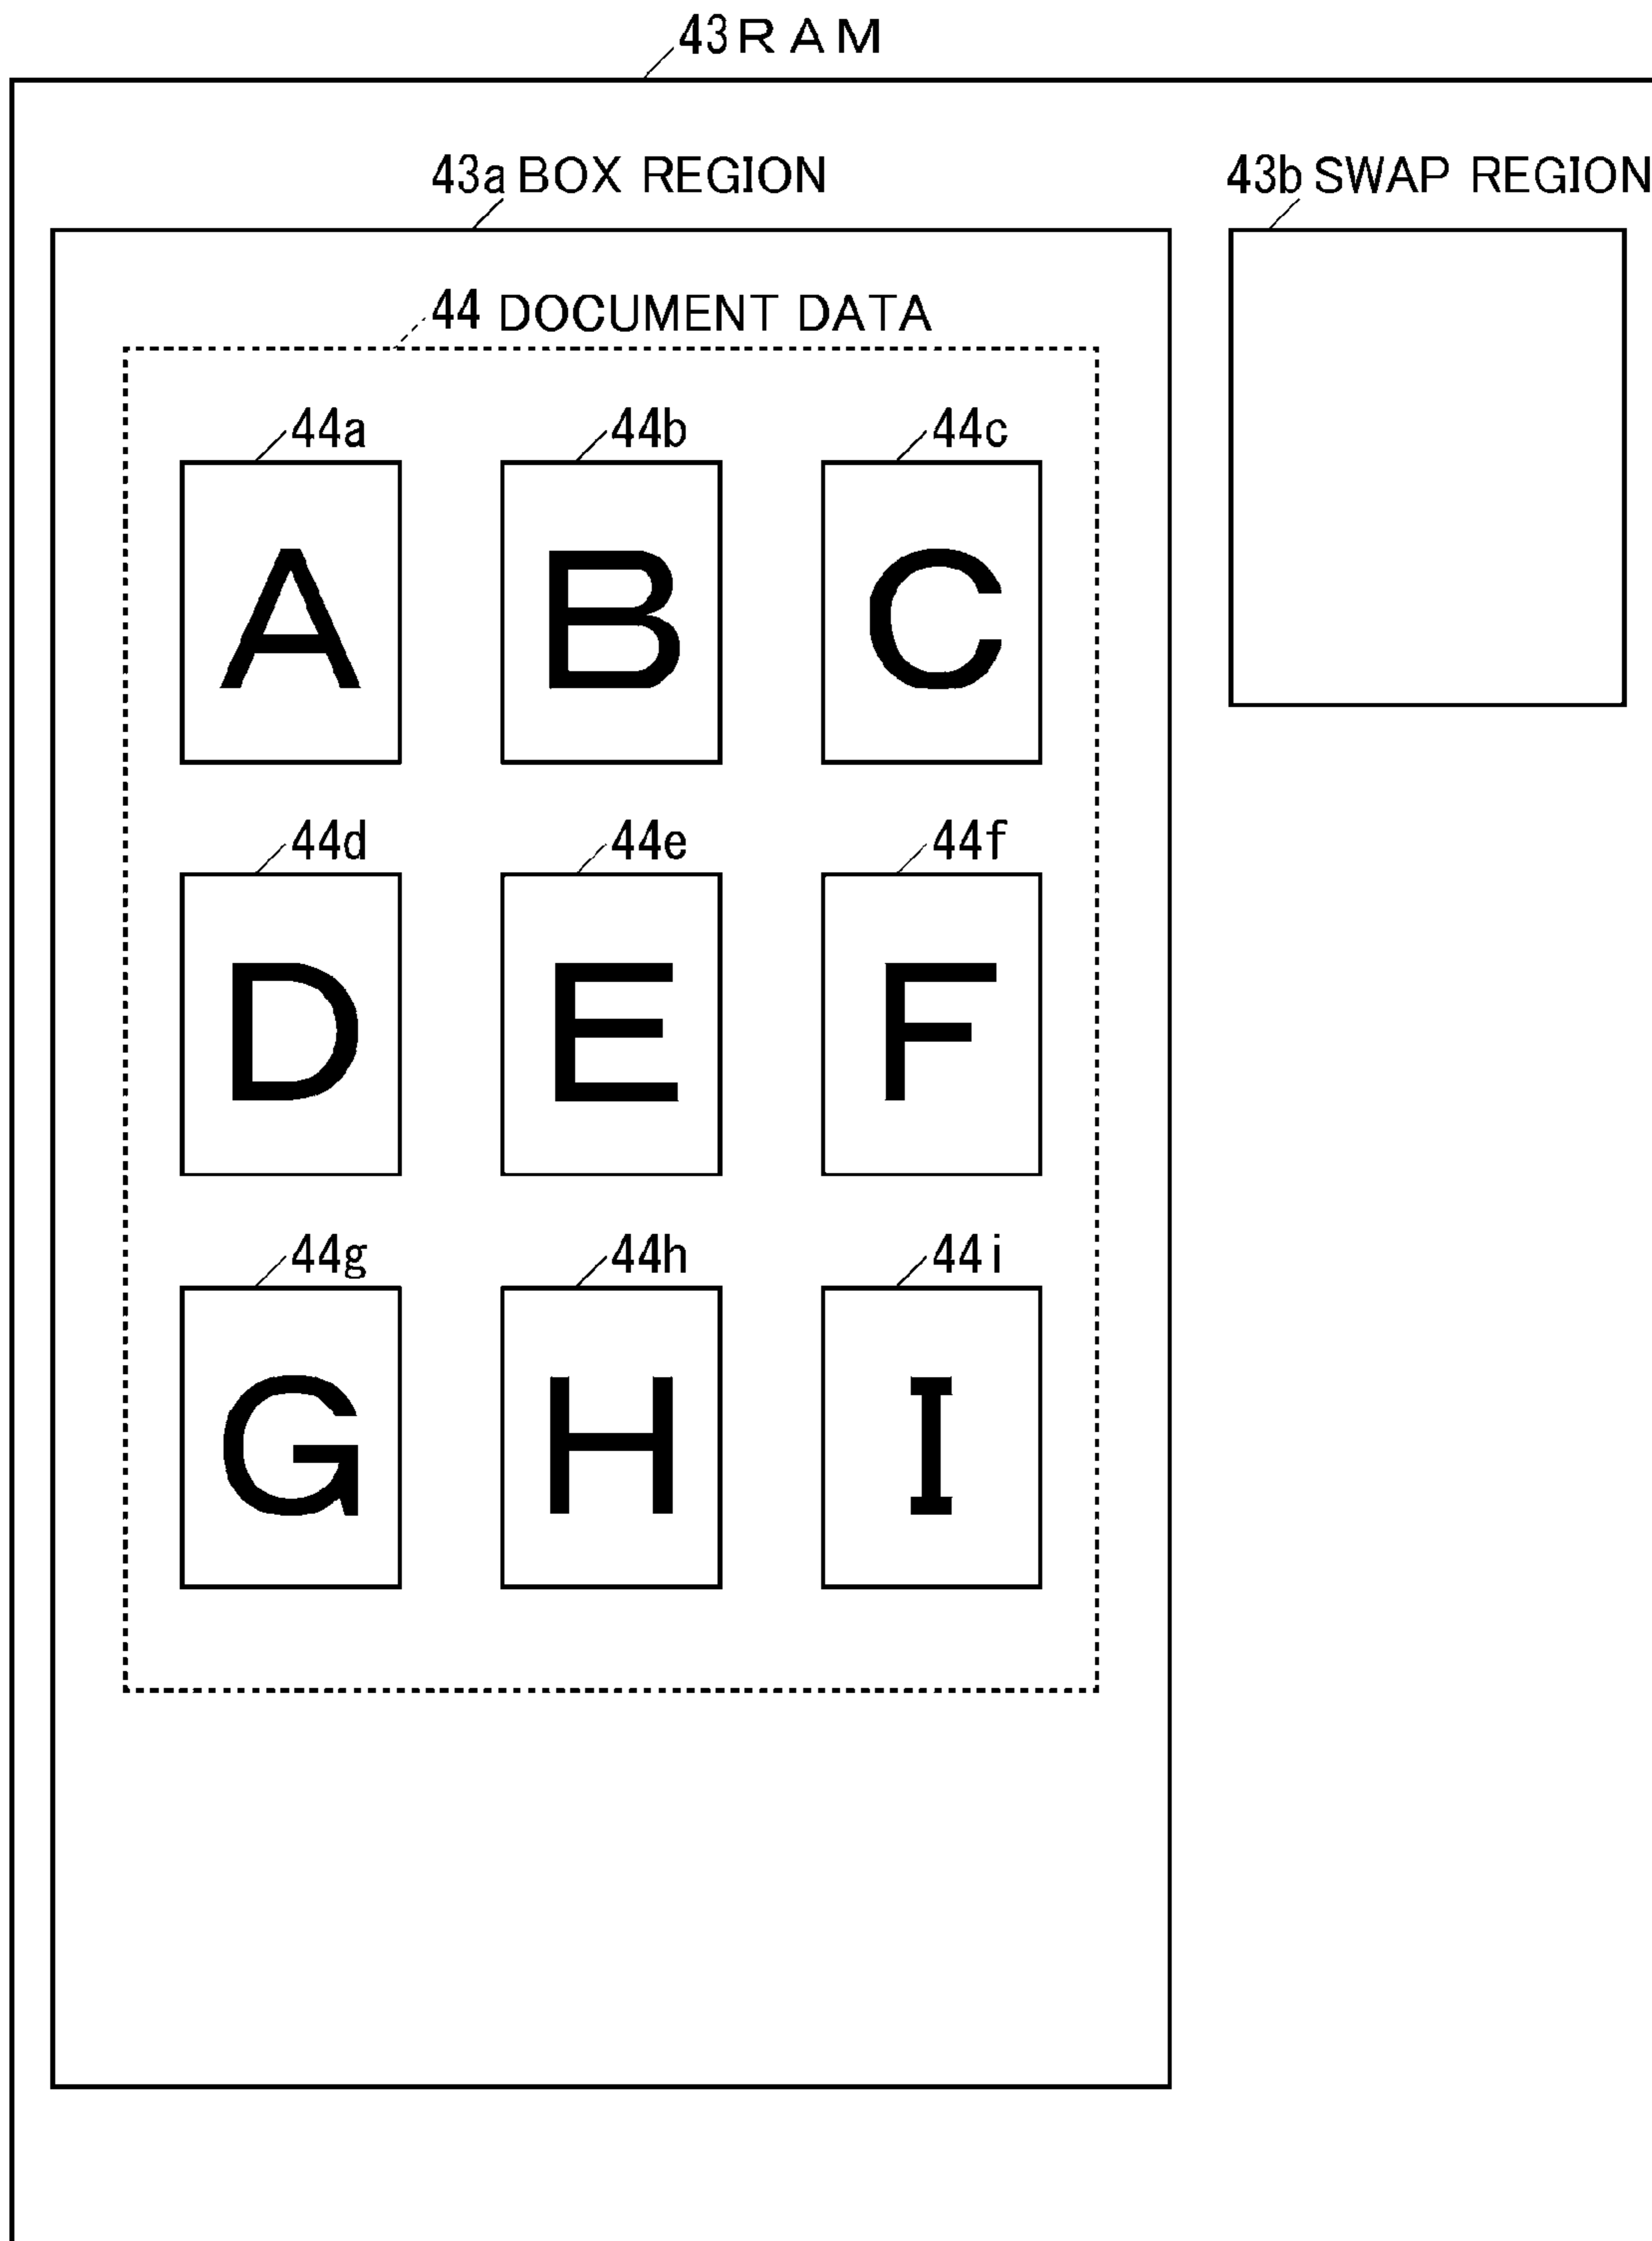 43 RAM
43a BOX REGION
43b SWAP REGION
44 DOCUMENT DATA
44a 44b 44c
A B C
44d 44e 44f
D E F
44g 44h 44i
G H I